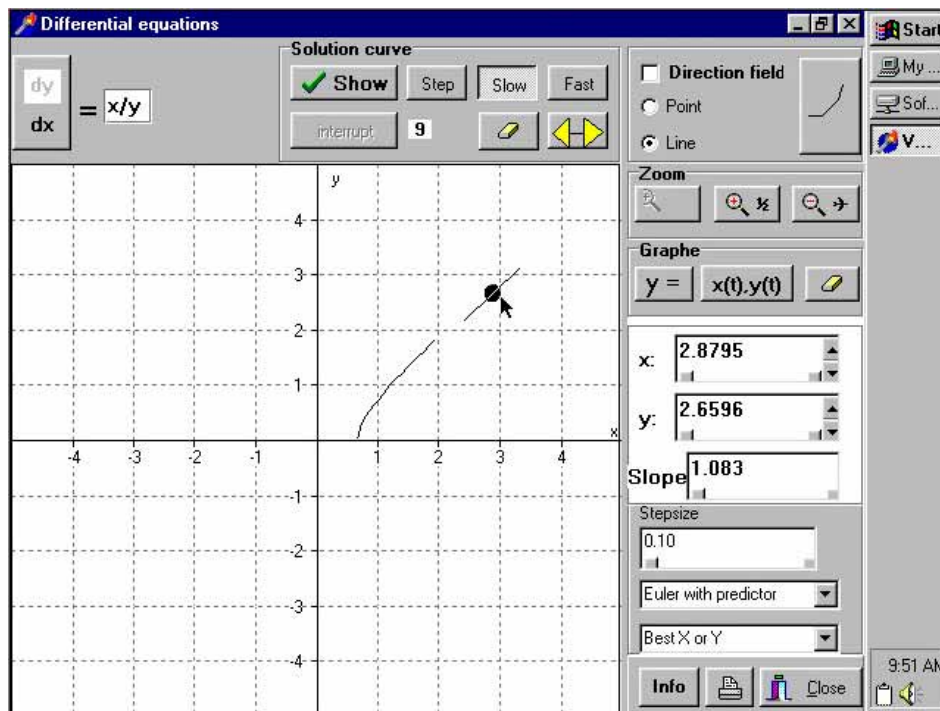 Differential equations
Start
My ...
Sof...
V...
dy
dx
= x/y
Solution curve
Show
Step
Slow
Fast
interrupt
9
Direction field
Point
Line
Zoom
½
Graphe
y =
x(t),y(t)
x: 2.8795
y: 2.6596
Slope 1.083
Stepsize
0.10
Euler with predictor
Best X or Y
Info
Close
9:51 AM
y
4
3
2
1
x
-4 -3 -2 -1 1 2 3 4
-1
-2
-3
-4